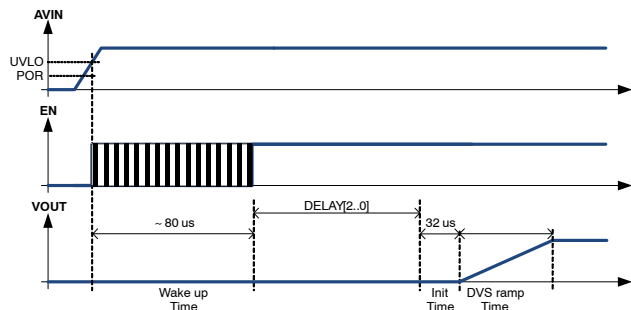 AVIN
UVLO
POR
EN
VOUT
~ 80 us
DELAY[2..0]
32 us
Wake up
Time
Init
Time
DVS ramp
Time